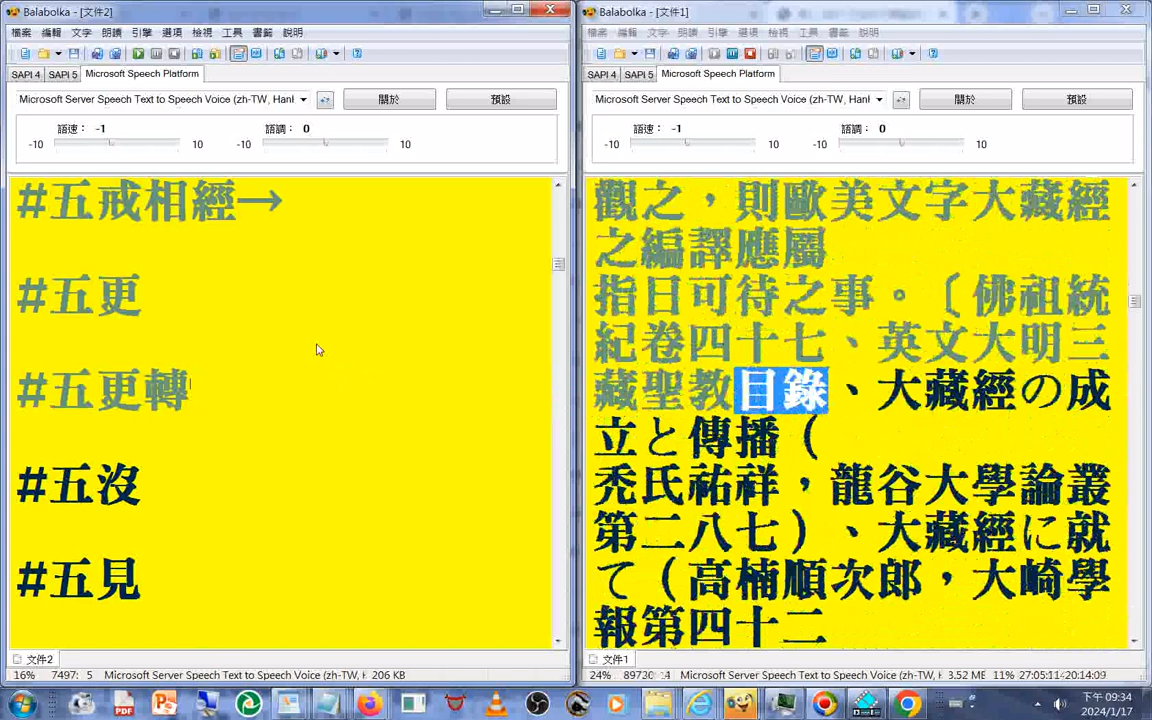 Balabolka - [文件2]
檔案 編輯 文字 朗讀 引擎 選項 檢視 工具 書籤 說明
SAPI 4 SAPI 5 Microsoft Speech Platform
Microsoft Server Speech Text to Speech Voice (zh-TW, Hanl
關於
預設
語速： -1
語調： 0
-10 10 -10 10
#五戒相經→
#五更
#五更轉
#五沒
#五見
文件2
16% 7497: 5 Microsoft Server Speech Text to Speech Voice (zh-TW, H 206 KB
Balabolka - [文件1]
檔案 編輯 文字 朗讀 引擎 選項 檢視 工具 書籤 說明
SAPI 4 SAPI 5 Microsoft Speech Platform
Microsoft Server Speech Text to Speech Voice (zh-TW, Hanl
關於
預設
語速： -1
語調： 0
-10 10 -10 10
觀之，則歐美文字大藏經
之編譯應屬
指日可待之事。〔佛祖統
紀卷四十七、英文大明三
藏聖教目錄、大藏經の成
立と傳播（
禿氏祐祥，龍谷大學論叢
第二八七）、大藏經に就
て（高楠順次郎，大崎學
報第四十二
文件1
24% 89730: 14 Microsoft Server Speech Text to Speech Voice (zh-TW, H 3.52 MB 11% 27:05:11 20:14:09
下午 09:34
2024/1/17